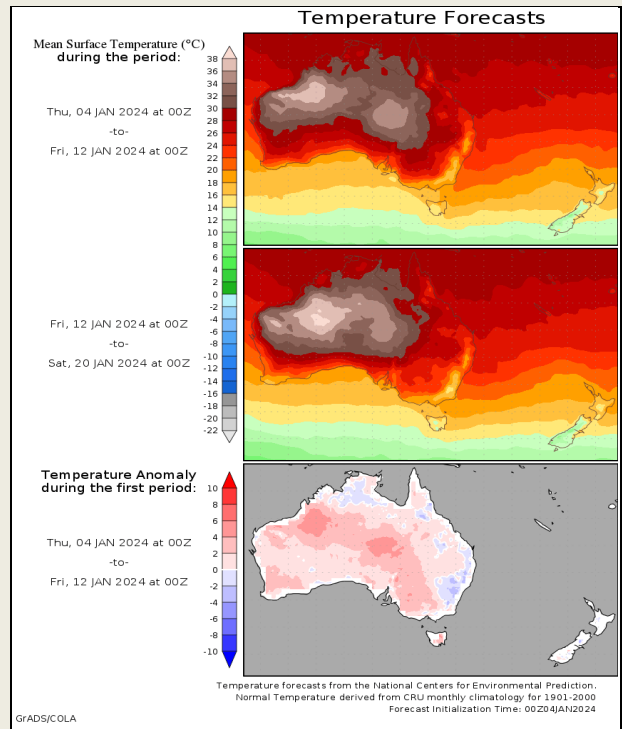 Temperature Forecasts
Mean Surface Temperature (°C)
during the period:
38
36
34
32
30
28
26
24
22
20
18
16
14
12
10
8
6
4
2
0
-2
-4
-6
-8
-10
-12
-14
-16
-18
-20
-22
Thu, 04 JAN 2024 at 00Z
-to-
Fri, 12 JAN 2024 at 00Z
Fri, 12 JAN 2024 at 00Z
-to-
Sat, 20 JAN 2024 at 00Z
Temperature Anomaly
during the first period:
10
8
6
4
2
0
-2
-4
-6
-8
-10
Thu, 04 JAN 2024 at 00Z
-to-
Fri, 12 JAN 2024 at 00Z
Temperature forecasts from the National Centers for Environmental Prediction.
Normal Temperature derived from CRU monthly climatology for 1901-2000
Forecast Initialization Time: 00Z04JAN2024
GrADS/COLA